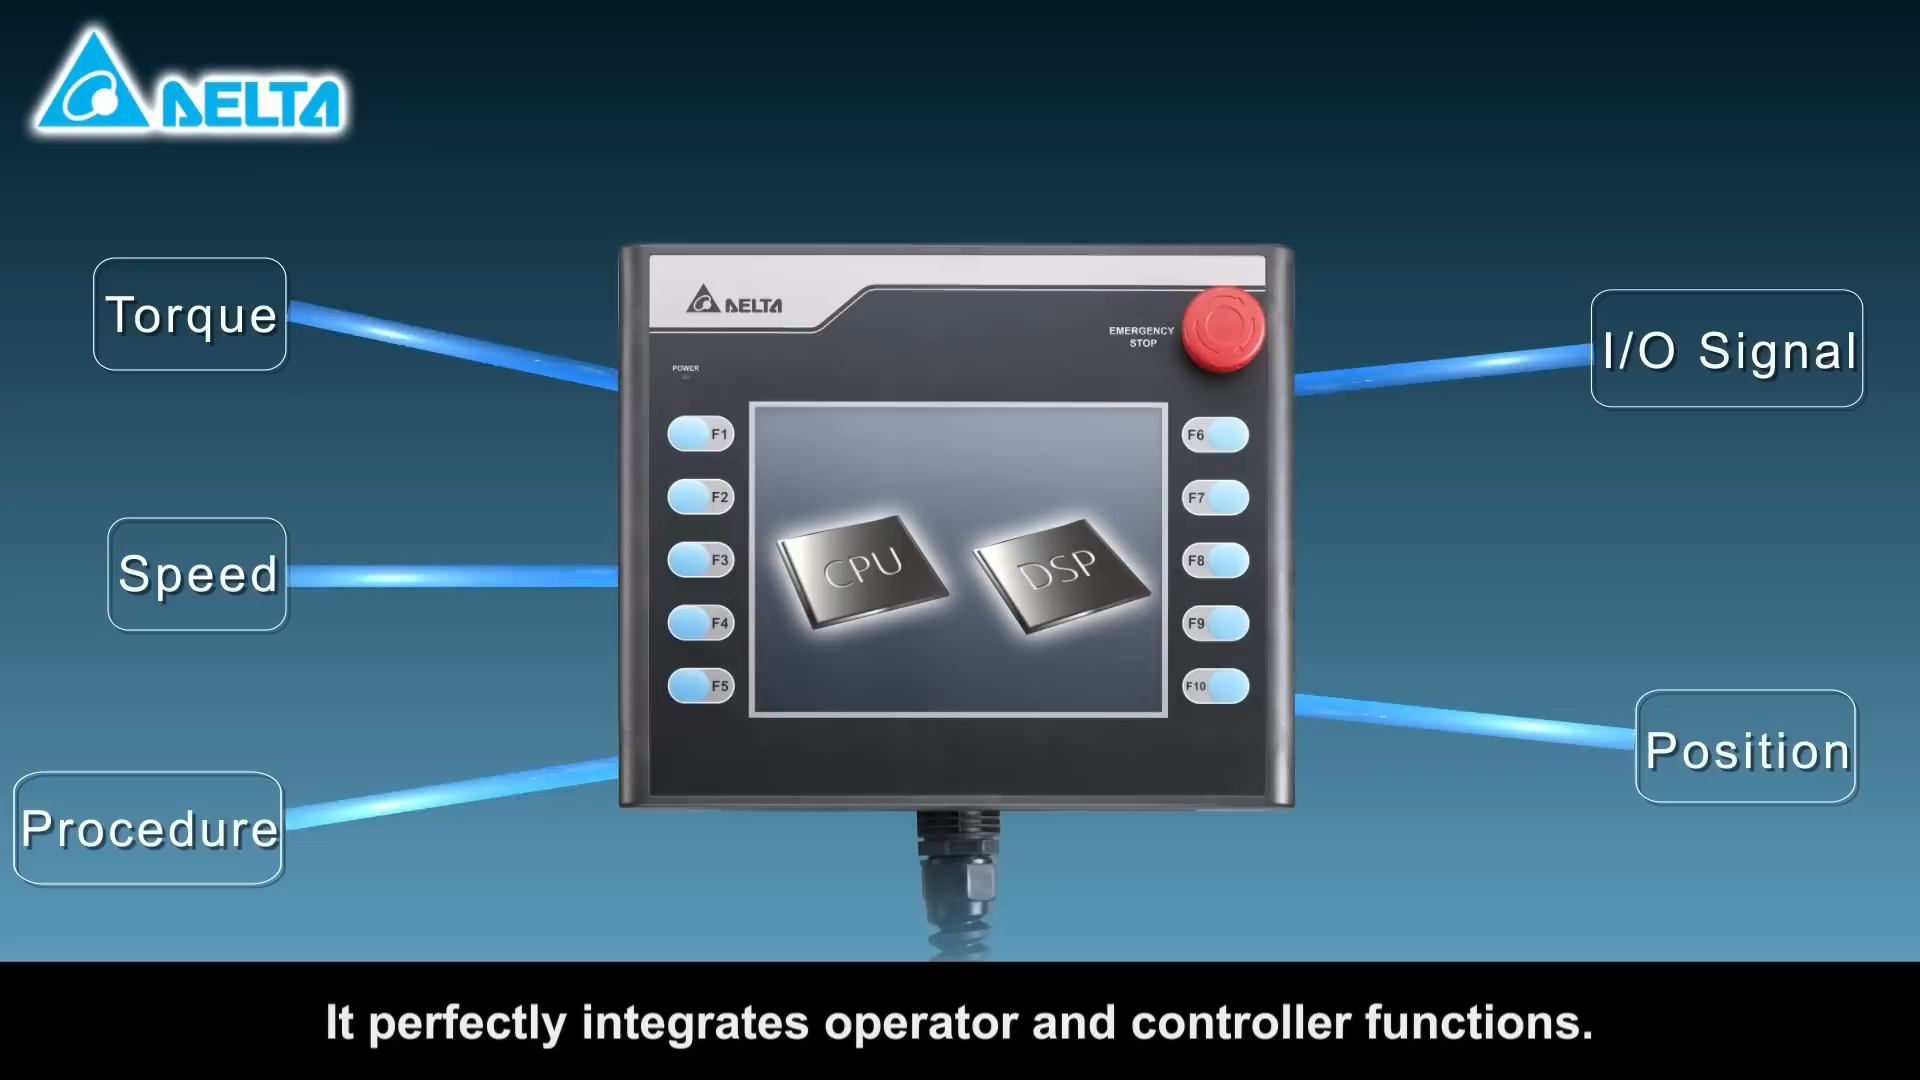 DELTA
DELTA
EMERGENCY
STOP
POWER
Torque
I/O Signal
F1
F6
F2
F7
Speed
F3
CPU
DSP
F8
F4
F9
F5
F10
Procedure
Position
It perfectly integrates operator and controller functions.